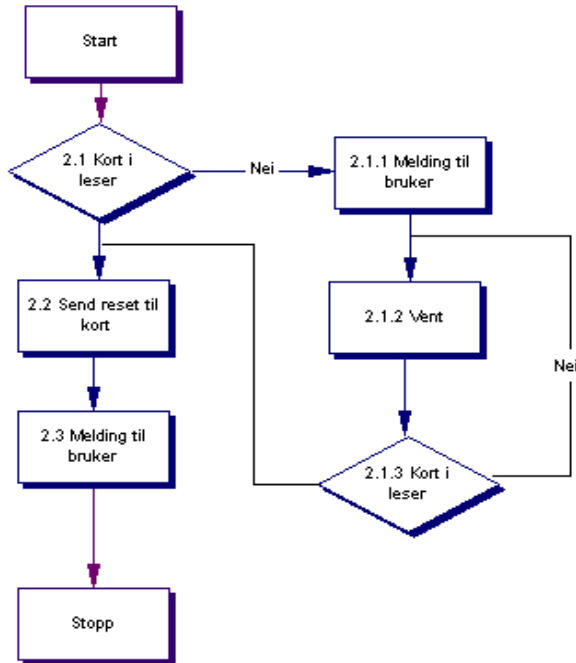 Start
2.1 Kort i
leser
Nei
2.1.1 Melding til
bruker
2.2 Send reset til
kort
2.1.2 Vent
Nei
2.3 Melding til
bruker
2.1.3 Kort i
leser
Stopp